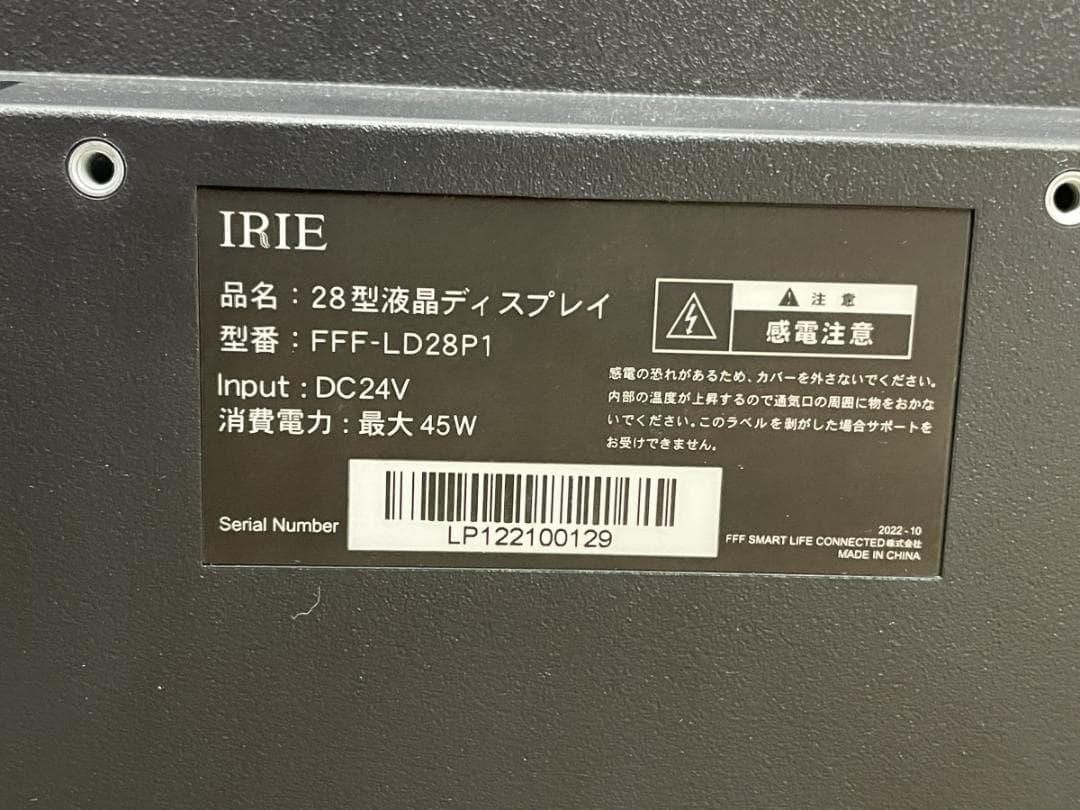 IRIE
品名：28型液晶ディスプレイ
型番：FFF-LD28P1
Input : DC24V
消費電力：最大 45W
注 意
感電注意
感電の恐れがあるため、カバーを外さないでください。
内部の温度が上昇するので通気口の周囲に物をおかな
いでください。このラベルを剥がした場合サポートを
お受けできません。
Serial Number
LP122100129
2022-10
FFF SMART LIFE CONNECTED株式会社
MADE IN CHINA